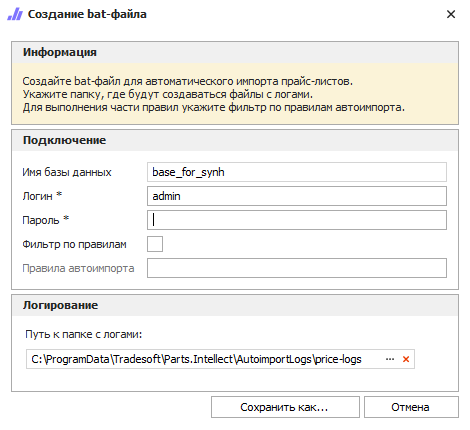 Создание bat-файла
Информация
Создайте bat-файл для автоматического импорта прайс-листов.
Укажите папку, где будут создаваться файлы с логами.
Для выполнения части правил укажите фильтр по правилам автоимпорта.
Подключение
Имя базы данных base_for_synh
Логин * admin
Пароль *
Фильтр по правилам
Правила автоимпорта
Логирование
Путь к папке с логами:
C:\ProgramData\Tradesoft\Parts.Intellect\AutoimportLogs\price-logs ...
Сохранить как... Отмена